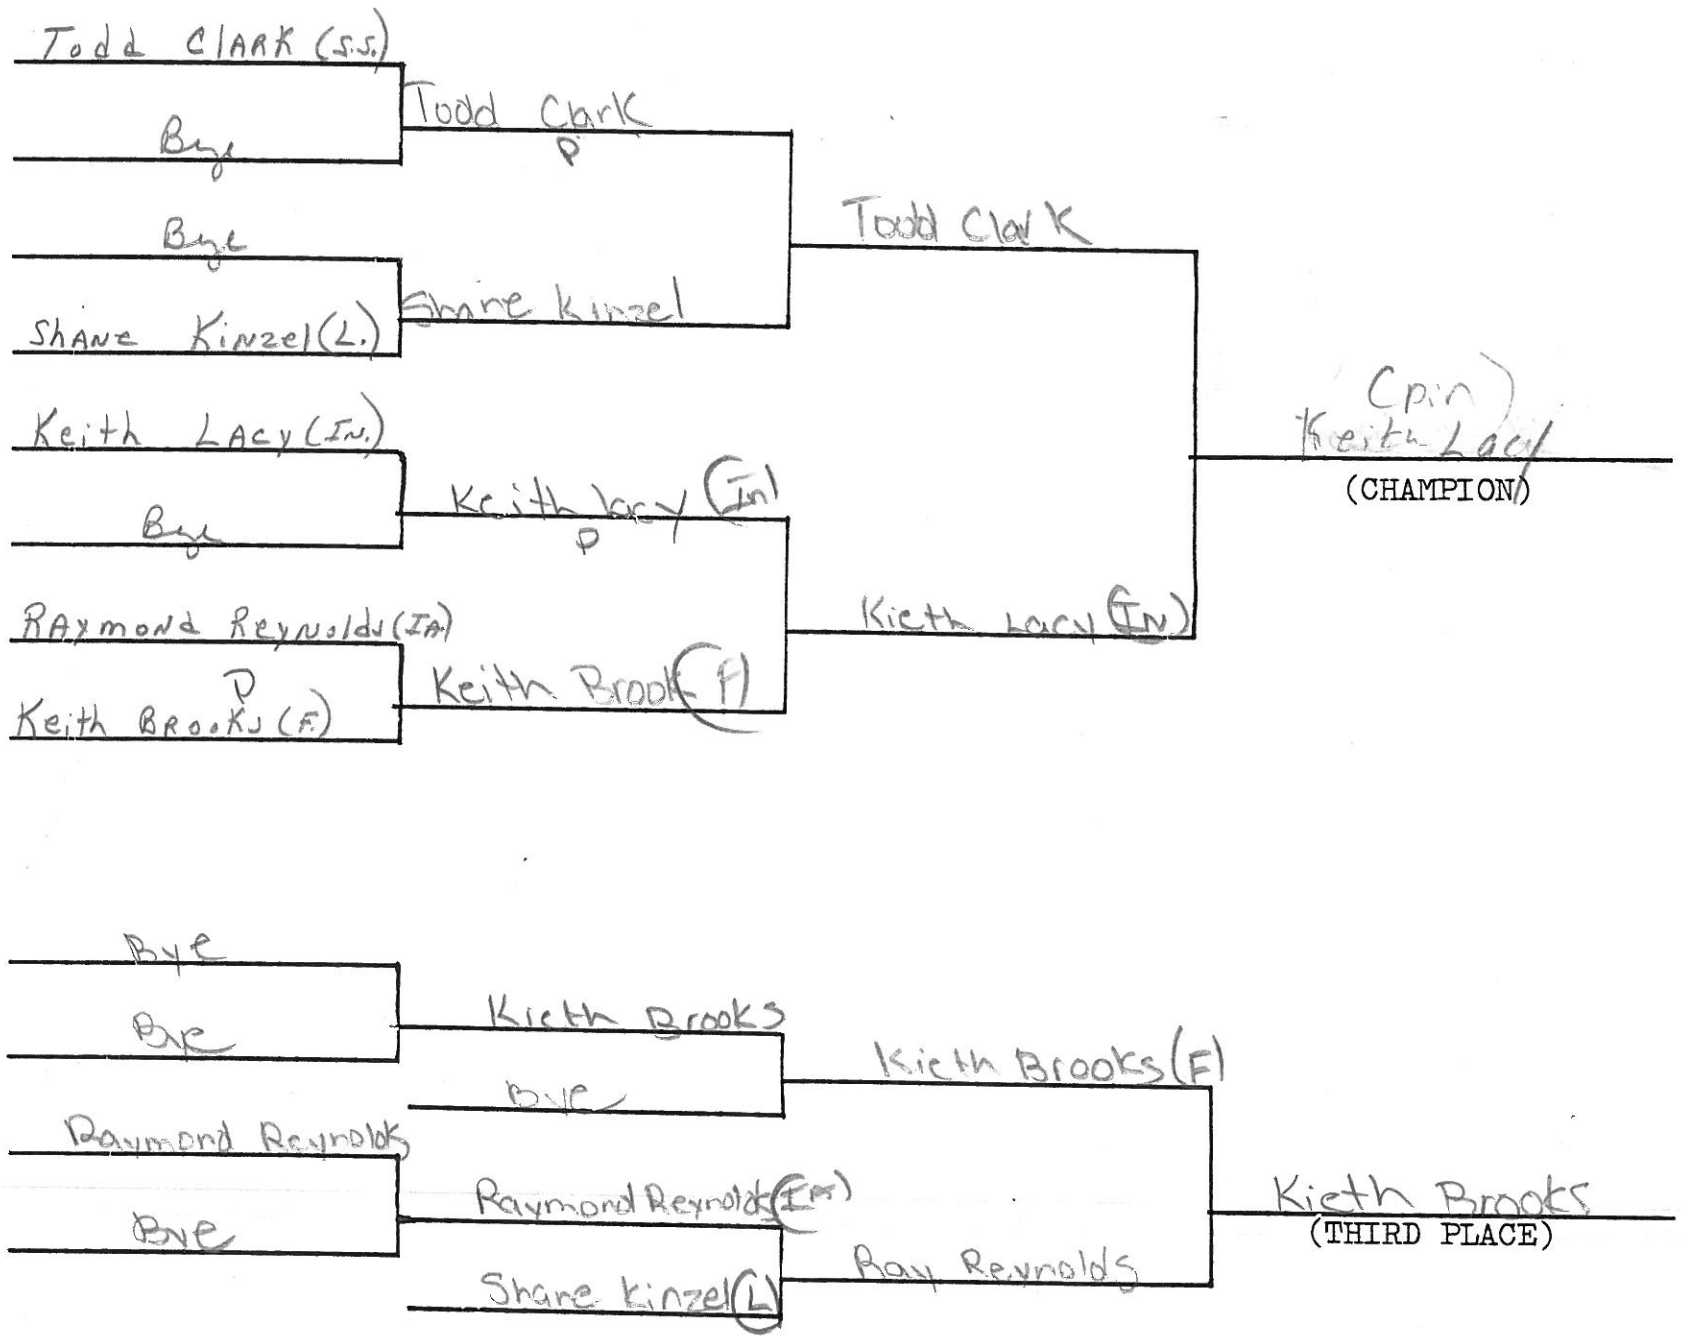 Todd Clark (S.S.)
Todd Clark
Bye
P
Bye
Todd Clark
Shane Kinzel
Shane Kinzel (L.)
(pin)
Keith Lacy (In.)
Keith Lacy
(CHAMPION)
Keith lacy (In)
Bye
P
Raymond Reynolds (IA.)
Kieth Lacy (IN)
P
Keith Brook (F)
Keith Brooks (F.)
Bye
Kieth Brooks
Bye
Kieth Brooks (F)
Bye
Raymond Reynolds
Raymond Reynolds (IA)
Kieth Brooks
Bye
(THIRD PLACE)
Ray Reynolds
Shane Kinzel (L)